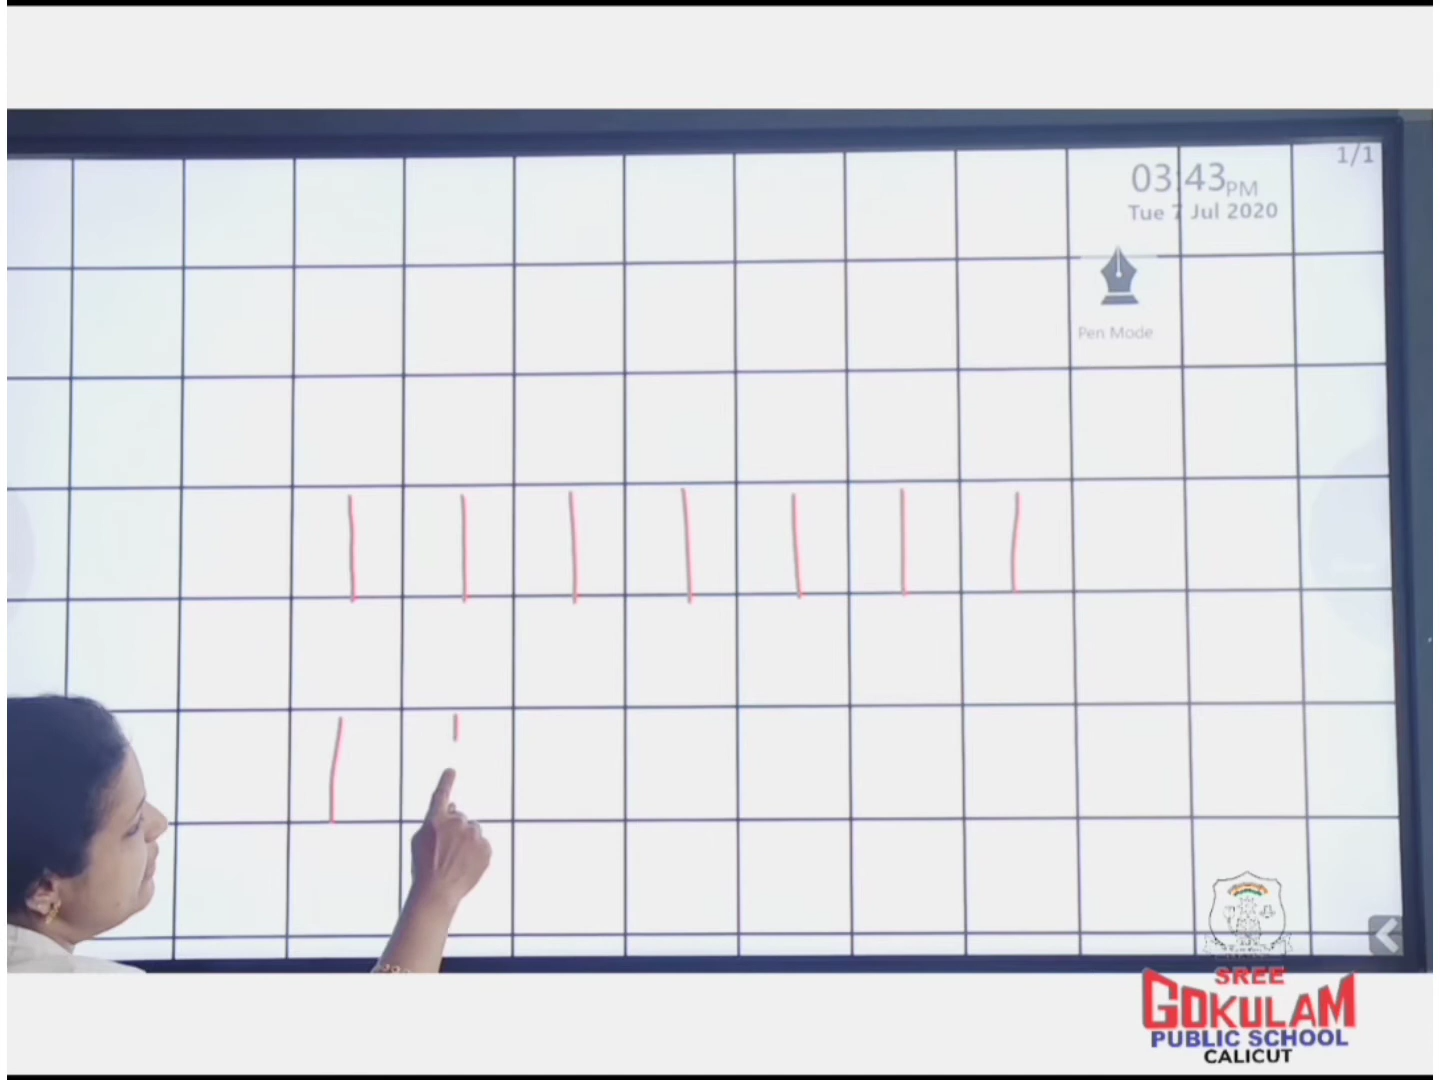 1/1
03:43PM
Tue 7 Jul 2020
Pen Mode
SREE
GOKULAM
PUBLIC SCHOOL
CALICUT